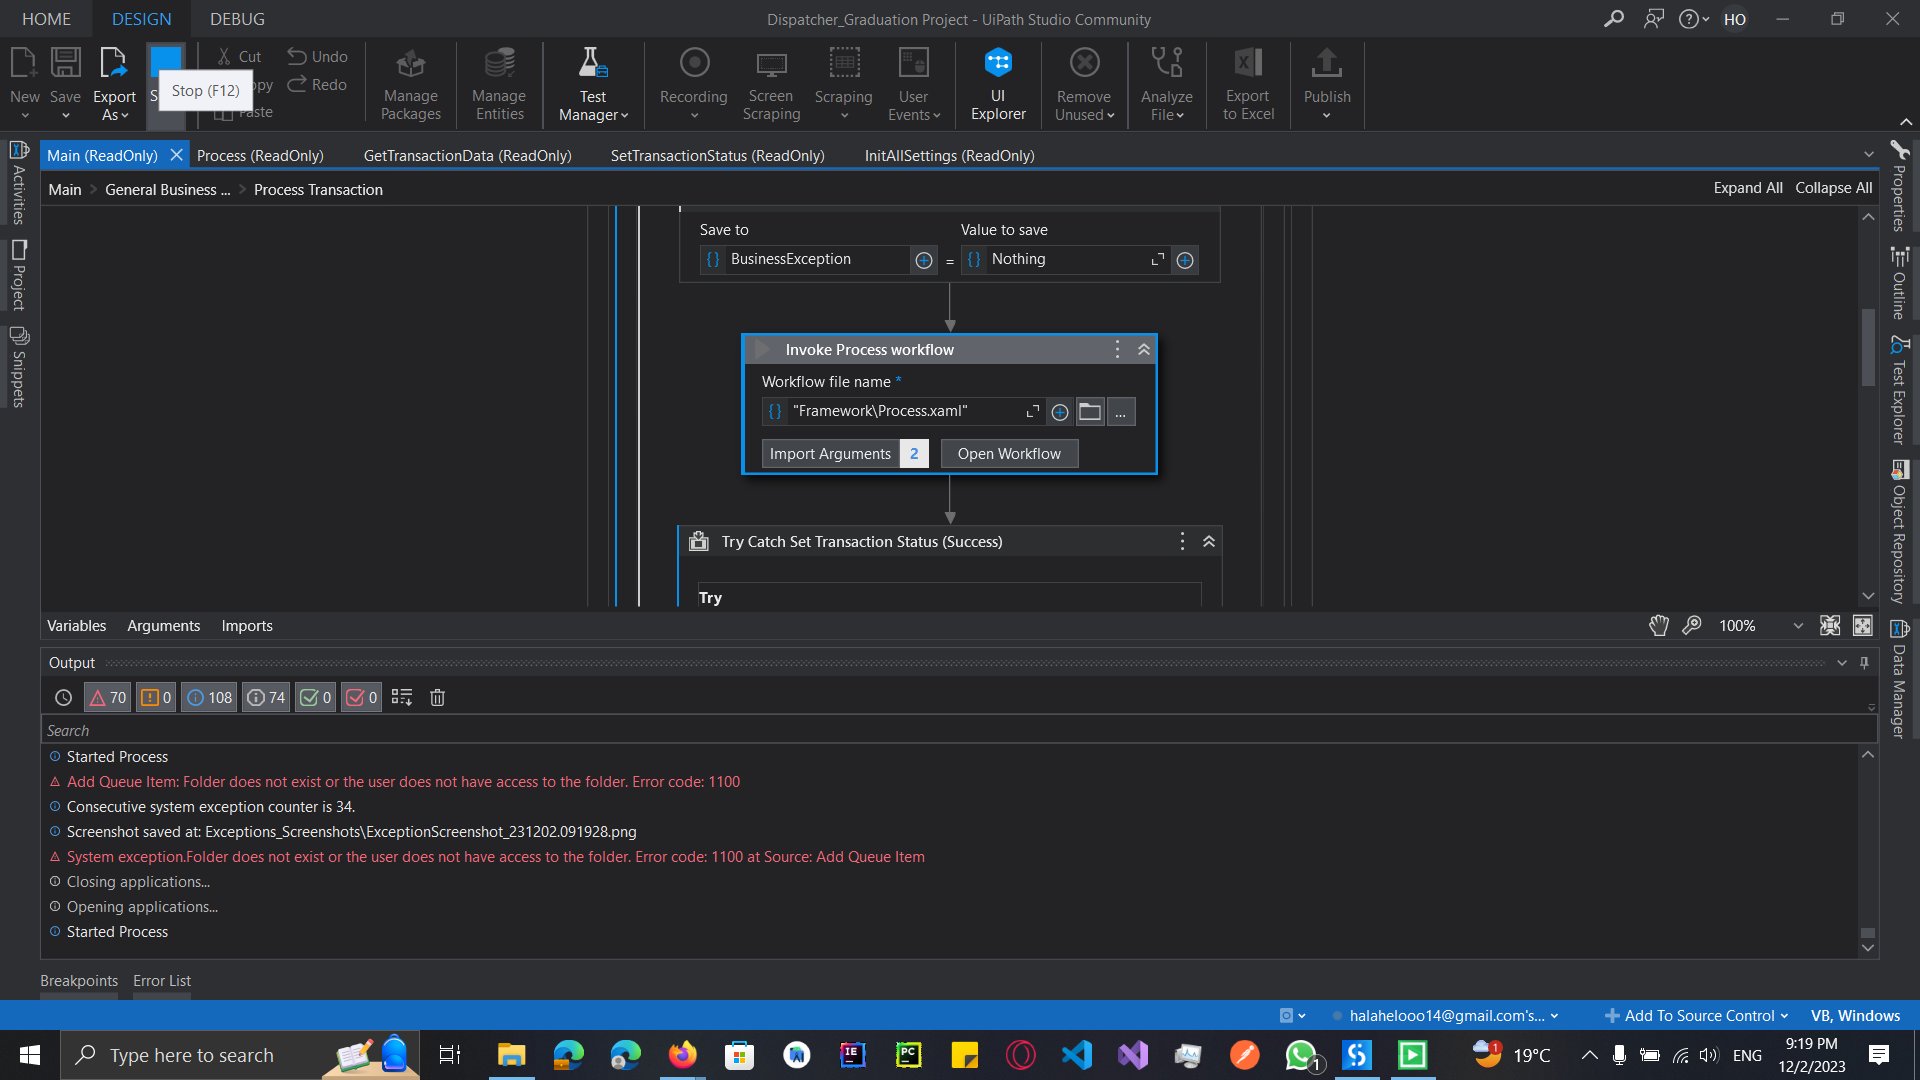 HOME DESIGN DEBUG
Dispatcher_Graduation Project - UiPath Studio Community
HO
New
Save
Export As
Stop (F12)
Cut
Paste
Undo
Redo
Manage Packages
Manage Entities
Test Manager
Recording
Screen Scraping
Scraping
User Events
UI Explorer
Remove Unused
Analyze File
Export to Excel
Publish
Main (ReadOnly) Process (ReadOnly) GetTransactionData (ReadOnly) SetTransactionStatus (ReadOnly) InitAllSettings (ReadOnly)
Main > General Business ... > Process Transaction
Expand All Collapse All
Activities
Project
Snippets
Properties
Outline
Test Explorer
Object Repository
Data Manager
Save to Value to save
{} BusinessException = {} Nothing
Invoke Process workflow
Workflow file name *
{} "Framework\Process.xaml" ...
Import Arguments 2 Open Workflow
Try Catch Set Transaction Status (Success)
Try
Variables Arguments Imports
100%
Output
70 0 108 74 0 0
Search
Started Process
Add Queue Item: Folder does not exist or the user does not have access to the folder. Error code: 1100
Consecutive system exception counter is 34.
Screenshot saved at: Exceptions_Screenshots\ExceptionScreenshot_231202.091928.png
System exception.Folder does not exist or the user does not have access to the folder. Error code: 1100 at Source: Add Queue Item
Closing applications...
Opening applications...
Started Process
Breakpoints Error List
halahelooo14@gmail.com's... Add To Source Control VB, Windows
Type here to search
IE
PC
1
1
19°C
ENG
9:19 PM
12/2/2023